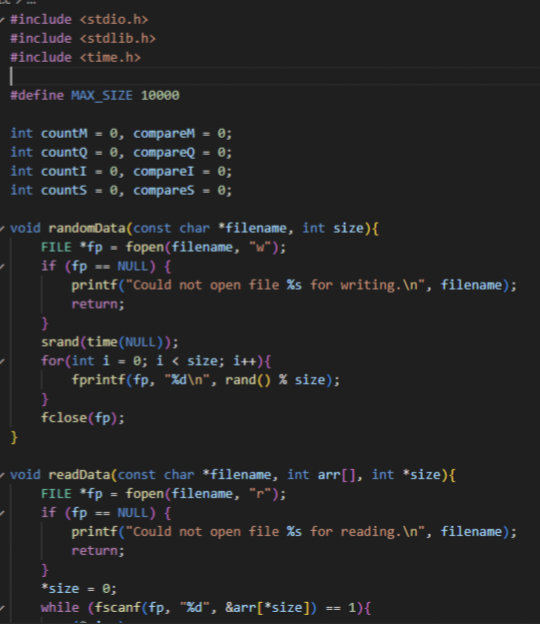 #include <stdio.h>
#include <stdlib.h>
#include <time.h>
#define MAX_SIZE 10000
int countM = 0, compareM = 0;
int countQ = 0, compareQ = 0;
int countI = 0, compareI = 0;
int countS = 0, compareS = 0;
void randomData(const char *filename, int size){
    FILE *fp = fopen(filename, "w");
    if (fp == NULL) {
        printf("Could not open file %s for writing.\n", filename);
        return;
    }
    srand(time(NULL));
    for(int i = 0; i < size; i++){
        fprintf(fp, "%d\n", rand() % size);
    }
    fclose(fp);
}
void readData(const char *filename, int arr[], int *size){
    FILE *fp = fopen(filename, "r");
    if (fp == NULL) {
        printf("Could not open file %s for reading.\n", filename);
        return;
    }
    *size = 0;
    while (fscanf(fp, "%d", &arr[*size]) == 1){